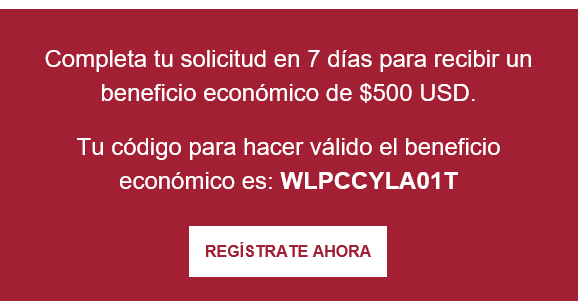 Completa tu solicitud en 7 días para recibir un
beneficio económico de $500 USD.
Tu código para hacer válido el beneficio
económico es: WLPCCYLA01T
REGÍSTRATE AHORA